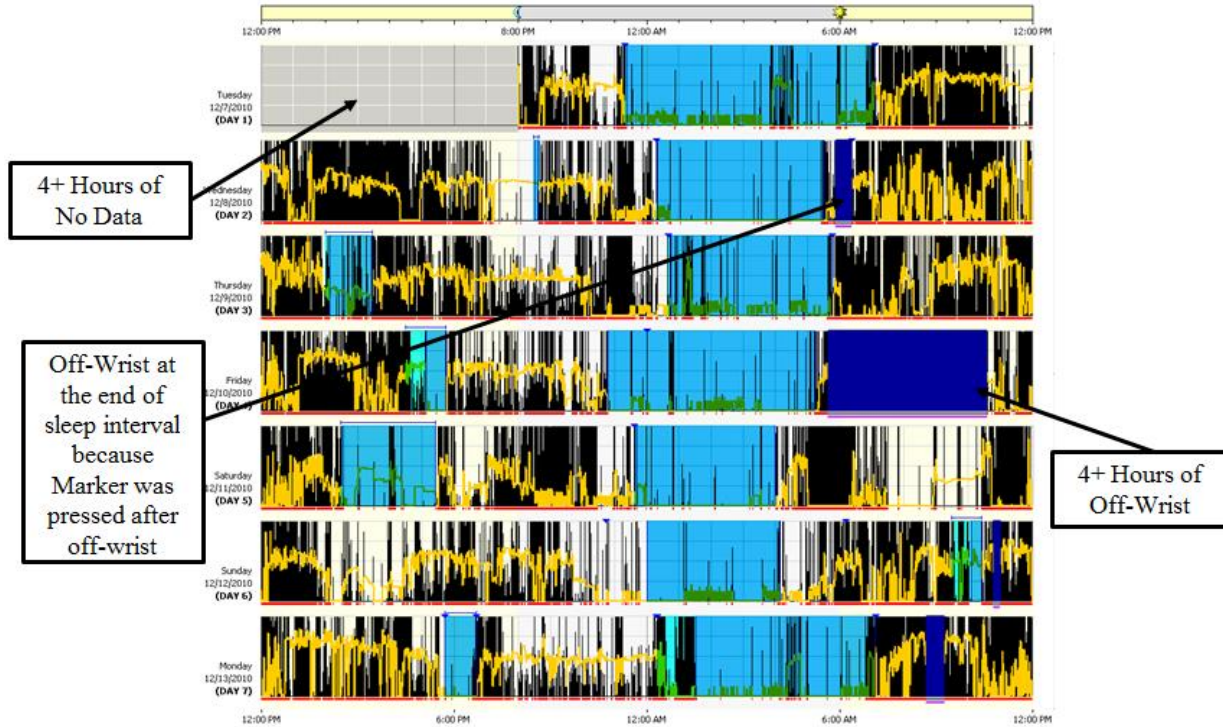 12:00 PM
8:00 PM
12:00 AM
6:00 AM
12:00 PM
Tuesday
12/7/2010
(DAY 1)
4+ Hours of
No Data
Wednesday
12/8/2010
(DAY 2)
Thursday
12/9/2010
(DAY 3)
Off-Wrist at
the end of
sleep interval
because
Marker was
pressed after
off-wrist
Friday
12/10/2010
4+ Hours of
Off-Wrist
Saturday
12/11/2010
(DAY 5)
Sunday
12/12/2010
(DAY 6)
Monday
12/13/2010
(DAY 7)
12:00 PM
6:00 PM
12:00 AM
6:00 AM
12:00 PM